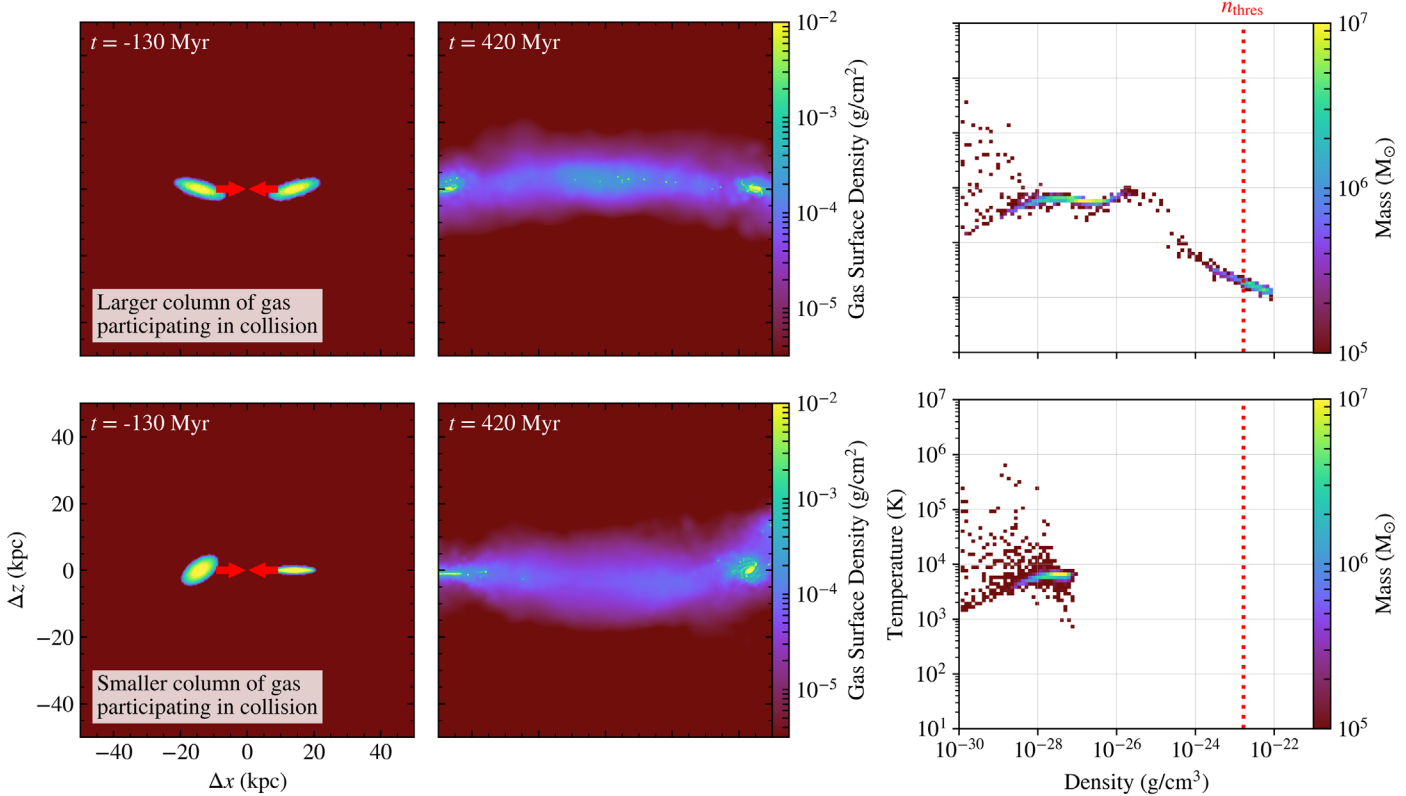 n_thres
t = -130 Myr
t = 420 Myr
10^−2
10^−3
10^−4
10^−5
Gas Surface Density (g/cm^2)
10^7
10^6
10^5
Mass (M_⊙)
Larger column of gas
participating in collision
t = -130 Myr
t = 420 Myr
40
20
0
−20
−40
Δz (kpc)
−40
−20
0
20
40
Δx (kpc)
Smaller column of gas
participating in collision
10^−2
10^−3
10^−4
10^−5
Gas Surface Density (g/cm^2)
10^7
10^6
10^5
10^4
10^3
10^2
10^1
Temperature (K)
10^−30
10^−28
10^−26
10^−24
10^−22
Density (g/cm^3)
10^7
10^6
10^5
Mass (M_⊙)